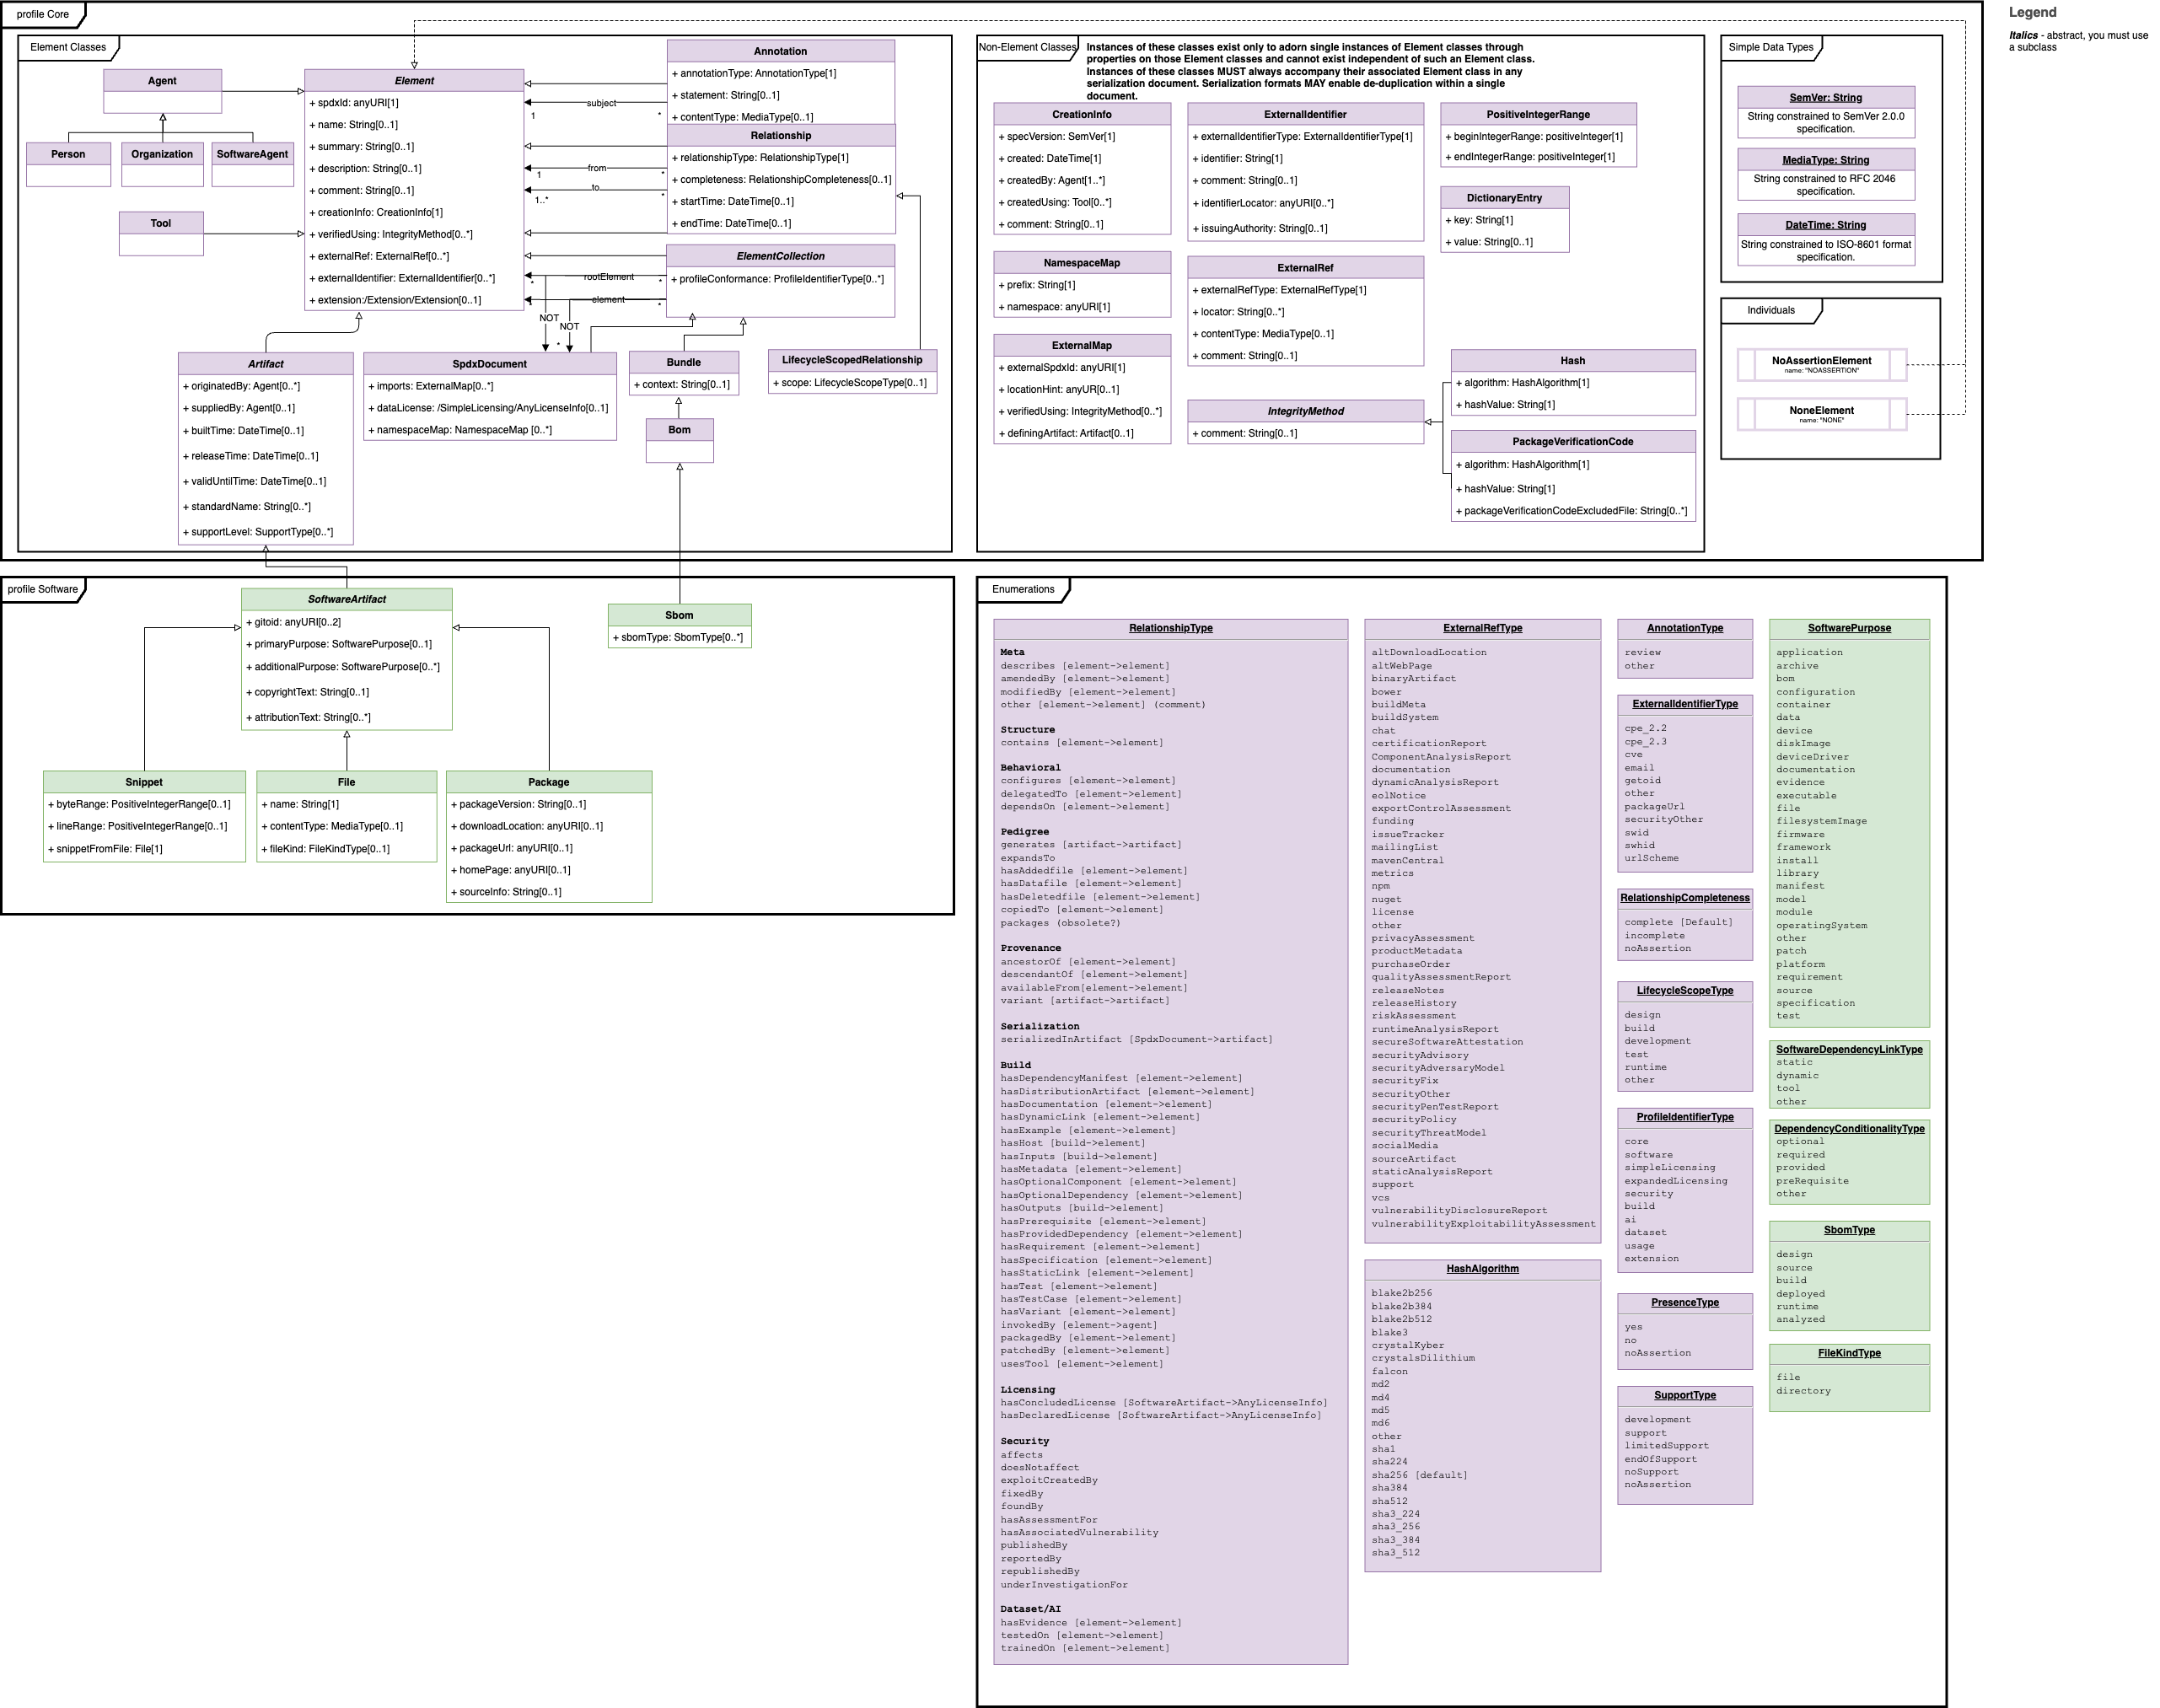 profile Core
Element Classes
Agent
Person
Organization
SoftwareAgent
Tool
Element
+ spdxId: anyURI[1]
+ name: String[0..1]
+ summary: String[0..1]
+ description: String[0..1]
+ comment: String[0..1]
+ creationInfo: CreationInfo[1]
+ verifiedUsing: IntegrityMethod[0..*]
+ externalRef: ExternalRef[0..*]
+ externalIdentifier: ExternalIdentifier[0..*]
+ extension:/Extension/Extension[0..1]
Annotation
+ annotationType: AnnotationType[1]
+ statement: String[0..1]
+ contentType: MediaType[0..1]
subject
1
*
Relationship
+ relationshipType: RelationshipType[1]
+ completeness: RelationshipCompleteness[0..1]
+ startTime: DateTime[0..1]
+ endTime: DateTime[0..1]
from
1
*
to
1..*
*
ElementCollection
+ profileConformance: ProfileIdentifierType[0..*]
rootElement
*
*
element
*
*
NOT
NOT
*
Artifact
+ originatedBy: Agent[0..*]
+ suppliedBy: Agent[0..1]
+ builtTime: DateTime[0..1]
+ releaseTime: DateTime[0..1]
+ validUntilTime: DateTime[0..1]
+ standardName: String[0..*]
+ supportLevel: SupportType[0..*]
SpdxDocument
+ imports: ExternalMap[0..*]
+ dataLicense: /SimpleLicensing/AnyLicenseInfo[0..1]
+ namespaceMap: NamespaceMap [0..*]
Bundle
+ context: String[0..1]
Bom
LifecycleScopedRelationship
+ scope: LifecycleScopeType[0..1]
Non-Element Classes
Instances of these classes exist only to adorn single instances of Element classes through
properties on those Element classes and cannot exist independent of such an Element class.
Instances of these classes MUST always accompany their associated Element class in any
serialization document. Serialization formats MAY enable de-duplication within a single
document.
CreationInfo
+ specVersion: SemVer[1]
+ created: DateTime[1]
+ createdBy: Agent[1..*]
+ createdUsing: Tool[0..*]
+ comment: String[0..1]
NamespaceMap
+ prefix: String[1]
+ namespace: anyURI[1]
ExternalMap
+ externalSpdxId: anyURI[1]
+ locationHint: anyUR[0..1]
+ verifiedUsing: IntegrityMethod[0..*]
+ definingArtifact: Artifact[0..1]
ExternalIdentifier
+ externalIdentifierType: ExternalIdentifierType[1]
+ identifier: String[1]
+ comment: String[0..1]
+ identifierLocator: anyURI[0..*]
+ issuingAuthority: String[0..1]
ExternalRef
+ externalRefType: ExternalRefType[1]
+ locator: String[0..*]
+ contentType: MediaType[0..1]
+ comment: String[0..1]
IntegrityMethod
+ comment: String[0..1]
PositiveIntegerRange
+ beginIntegerRange: positiveInteger[1]
+ endIntegerRange: positiveInteger[1]
DictionaryEntry
+ key: String[1]
+ value: String[0..1]
Hash
+ algorithm: HashAlgorithm[1]
+ hashValue: String[1]
PackageVerificationCode
+ algorithm: HashAlgorithm[1]
+ hashValue: String[1]
+ packageVerificationCodeExcludedFile: String[0..*]
Simple Data Types
SemVer: String
String constrained to SemVer 2.0.0
specification.
MediaType: String
String constrained to RFC 2046
specification.
DateTime: String
String constrained to ISO-8601 format
specification.
Individuals
NoAssertionElement
name: "NOASSERTION"
NoneElement
name: "NONE"
Legend
Italics - abstract, you must use
a subclass
profile Software
SoftwareArtifact
+ gitoid: anyURI[0..2]
+ primaryPurpose: SoftwarePurpose[0..1]
+ additionalPurpose: SoftwarePurpose[0..*]
+ copyrightText: String[0..1]
+ attributionText: String[0..*]
Sbom
+ sbomType: SbomType[0..*]
Snippet
+ byteRange: PositiveIntegerRange[0..1]
+ lineRange: PositiveIntegerRange[0..1]
+ snippetFromFile: File[1]
File
+ name: String[1]
+ contentType: MediaType[0..1]
+ fileKind: FileKindType[0..1]
Package
+ packageVersion: String[0..1]
+ downloadLocation: anyURI[0..1]
+ packageUrl: anyURI[0..1]
+ homePage: anyURI[0..1]
+ sourceInfo: String[0..1]
Enumerations
RelationshipType
Meta
describes [element->element]
amendedBy [element->element]
modifiedBy [element->element]
other [element->element] (comment)
Structure
contains [element->element]
Behavioral
configures [element->element]
delegatedTo [element->element]
dependsOn [element->element]
Pedigree
generates [artifact->artifact]
expandsTo
hasAddedfile [element->element]
hasDatafile [element->element]
hasDeletedfile [element->element]
copiedTo [element->element]
packages (obsolete?)
Provenance
ancestorOf [element->element]
descendantOf [element->element]
availableFrom[element->element]
variant [artifact->artifact]
Serialization
serializedInArtifact [SpdxDocument->artifact]
Build
hasDependencyManifest [element->element]
hasDistributionArtifact [element->element]
hasDocumentation [element->element]
hasDynamicLink [element->element]
hasExample [element->element]
hasHost [build->element]
hasInputs [build->element]
hasMetadata [element->element]
hasOptionalComponent [element->element]
hasOptionalDependency [element->element]
hasOutputs [build->element]
hasPrerequisite [element->element]
hasProvidedDependency [element->element]
hasRequirement [element->element]
hasSpecification [element->element]
hasStaticLink [element->element]
hasTest [element->element]
hasTestCase [element->element]
hasVariant [element->element]
invokedBy [element->agent]
packagedBy [element->element]
patchedBy [element->element]
usesTool [element->element]
Licensing
hasConcludedLicense [SoftwareArtifact->AnyLicenseInfo]
hasDeclaredLicense [SoftwareArtifact->AnyLicenseInfo]
Security
affects
doesNotaffect
exploitCreatedBy
fixedBy
foundBy
hasAssessmentFor
hasAssociatedVulnerability
publishedBy
reportedBy
republishedBy
underInvestigationFor
Dataset/AI
hasEvidence [element->element]
testedOn [element->element]
trainedOn [element->element]
ExternalRefType
altDownloadLocation
altWebPage
binaryArtifact
bower
buildMeta
buildSystem
chat
certificationReport
ComponentAnalysisReport
documentation
dynamicAnalysisReport
eolNotice
exportControlAssessment
funding
issueTracker
mailingList
mavenCentral
metrics
npm
nuget
license
other
privacyAssessment
productMetadata
purchaseOrder
qualityAssessmentReport
releaseNotes
releaseHistory
riskAssessment
runtimeAnalysisReport
secureSoftwareAttestation
securityAdvisory
securityAdversaryModel
securityFix
securityOther
securityPenTestReport
securityPolicy
securityThreatModel
socialMedia
sourceArtifact
staticAnalysisReport
support
vcs
vulnerabilityDisclosureReport
vulnerabilityExploitabilityAssessment
HashAlgorithm
blake2b256
blake2b384
blake2b512
blake3
crystalKyber
crystalsDilithium
falcon
md2
md4
md5
md6
other
sha1
sha224
sha256 [default]
sha384
sha512
sha3_224
sha3_256
sha3_384
sha3_512
AnnotationType
review
other
ExternalIdentifierType
cpe_2.2
cpe_2.3
cve
email
getoid
other
packageUrl
securityOther
swid
swhid
urlScheme
RelationshipCompleteness
complete [Default]
incomplete
noAssertion
LifecycleScopeType
design
build
development
test
runtime
other
ProfileIdentifierType
core
software
simpleLicensing
expandedLicensing
security
build
ai
dataset
usage
extension
PresenceType
yes
no
noAssertion
SupportType
development
support
limitedSupport
endOfSupport
noSupport
noAssertion
SoftwarePurpose
application
archive
bom
configuration
container
data
device
diskImage
deviceDriver
documentation
evidence
executable
file
filesystemImage
firmware
framework
install
library
manifest
model
module
operatingSystem
other
patch
platform
requirement
source
specification
test
SoftwareDependencyLinkType
static
dynamic
tool
other
DependencyConditionalityType
optional
required
provided
preRequisite
other
SbomType
design
source
build
deployed
runtime
analyzed
FileKindType
file
directory